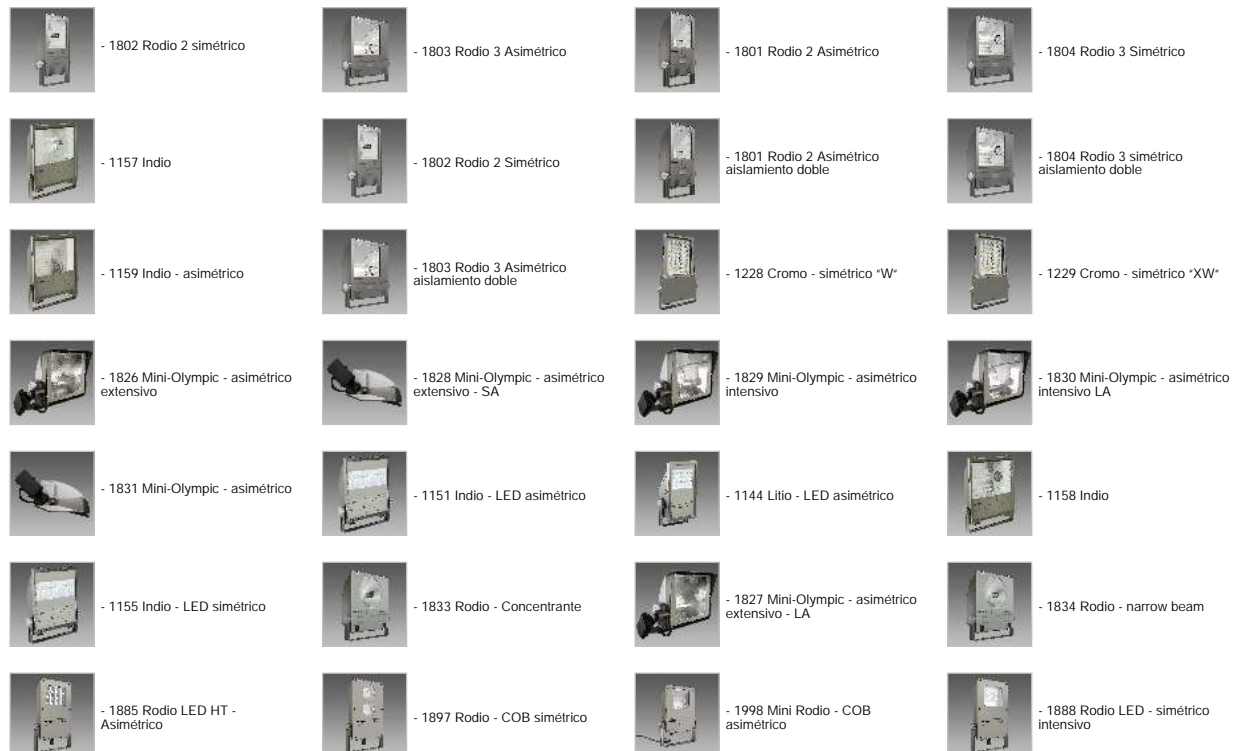 - 1802 Rodio 2 simétrico
- 1803 Rodio 3 Asimétrico
- 1801 Rodio 2 Asimétrico
- 1804 Rodio 3 Simétrico
- 1157 Indio
- 1802 Rodio 2 Simétrico
- 1801 Rodio 2 Asimétrico
aislamiento doble
- 1804 Rodio 3 simétrico
aislamiento doble
- 1159 Indio - asimétrico
- 1803 Rodio 3 Asimétrico
aislamiento doble
- 1228 Cromo - simétrico "W"
- 1229 Cromo - simétrico "XW"
- 1826 Mini-Olympic - asimétrico
extensivo
- 1828 Mini-Olympic - asimétrico
extensivo - SA
- 1829 Mini-Olympic - asimétrico
intensivo
- 1830 Mini-Olympic - asimétrico
intensivo LA
- 1831 Mini-Olympic - asimétrico
- 1151 Indio - LED asimétrico
- 1144 Litio - LED asimétrico
- 1158 Indio
- 1155 Indio - LED simétrico
- 1833 Rodio - Concentrante
- 1827 Mini-Olympic - asimétrico
extensivo - LA
- 1834 Rodio - narrow beam
- 1885 Rodio LED HT -
Asimétrico
- 1897 Rodio - COB simétrico
- 1998 Mini Rodio - COB
asimétrico
- 1888 Rodio LED - simétrico
intensivo